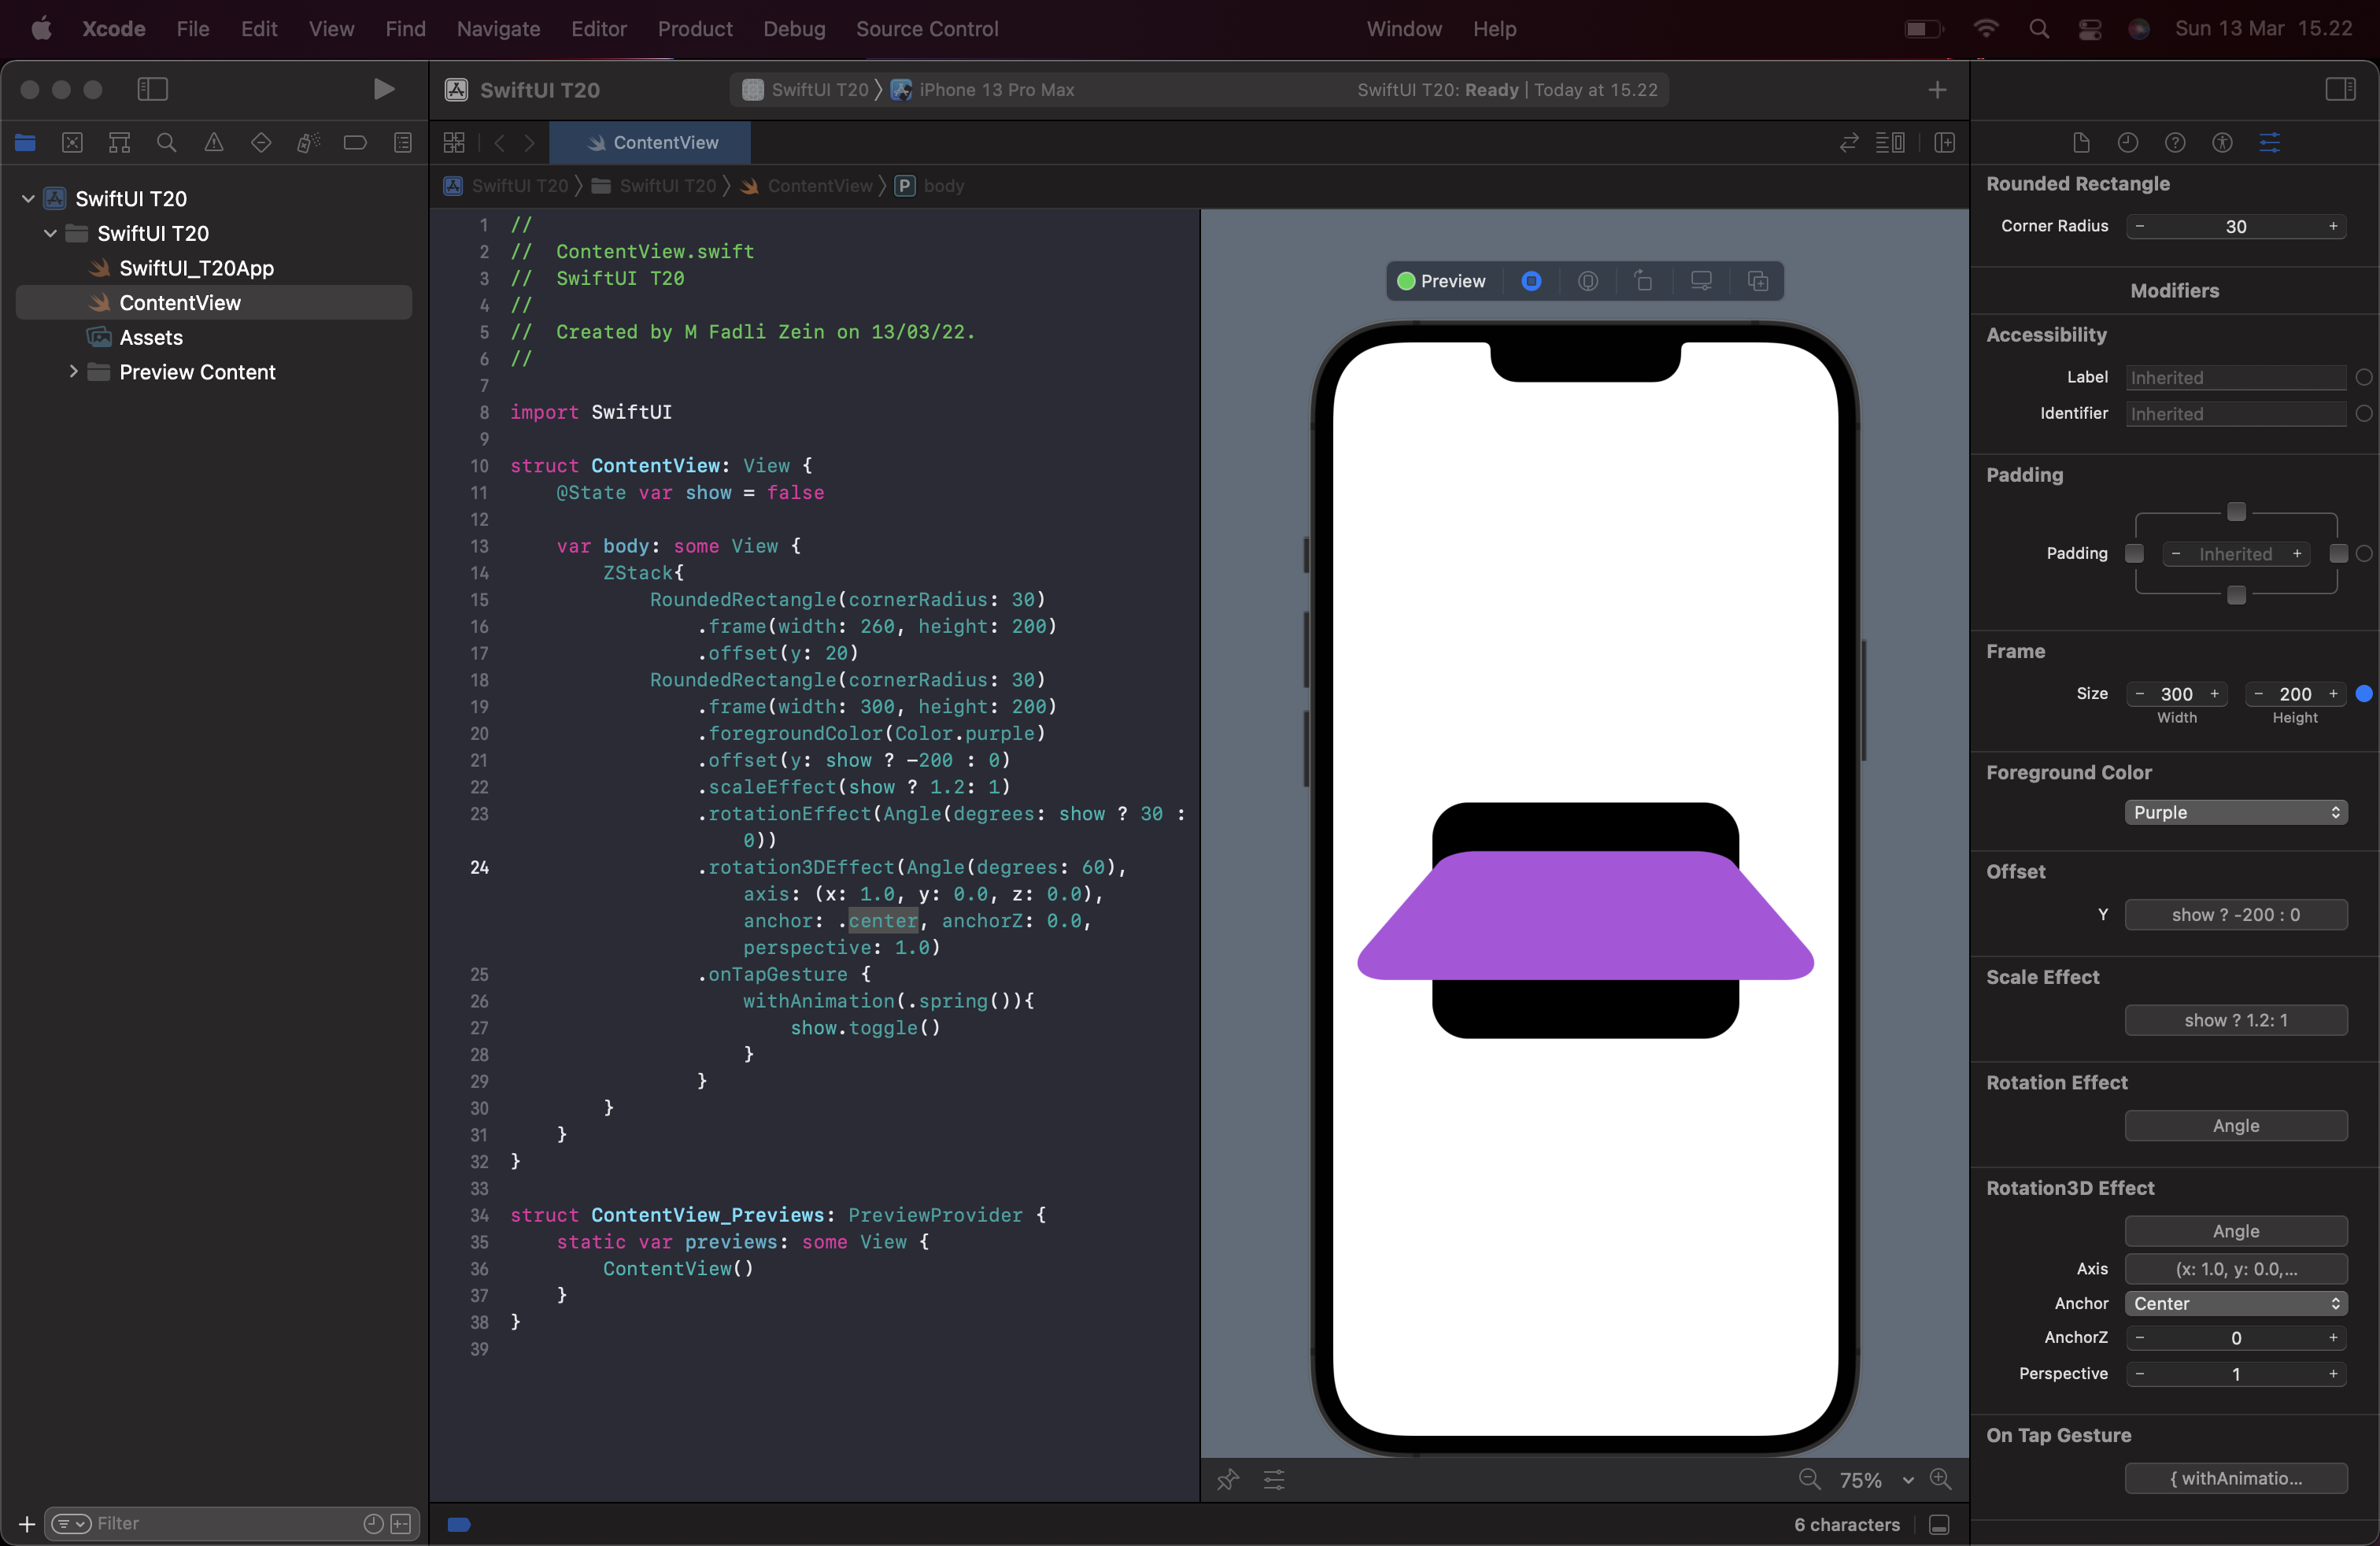 Xcode File Edit View Find Navigate Editor Product Debug Source Control Window Help Sun 13 Mar 15.22
SwiftUI T20 SwiftUI T20 iPhone 13 Pro Max SwiftUI T20: Ready | Today at 15.22
ContentView
SwiftUI T20 SwiftUI T20 ContentView P body
SwiftUI T20
SwiftUI T20
SwiftUI_T20App
ContentView
Assets
Preview Content
Filter
1 //
2 //  ContentView.swift
3 //  SwiftUI T20
4 //
5 //  Created by M Fadli Zein on 13/03/22.
6 //
7
8 import SwiftUI
9
10 struct ContentView: View {
11     @State var show = false
12
13     var body: some View {
14         ZStack{
15             RoundedRectangle(cornerRadius: 30)
16                 .frame(width: 260, height: 200)
17                 .offset(y: 20)
18             RoundedRectangle(cornerRadius: 30)
19                 .frame(width: 300, height: 200)
20                 .foregroundColor(Color.purple)
21                 .offset(y: show ? -200 : 0)
22                 .scaleEffect(show ? 1.2: 1)
23                 .rotationEffect(Angle(degrees: show ? 30 :
                    0))
24                 .rotation3DEffect(Angle(degrees: 60),
                    axis: (x: 1.0, y: 0.0, z: 0.0),
                    anchor: .center, anchorZ: 0.0,
                    perspective: 1.0)
25                 .onTapGesture {
26                     withAnimation(.spring()){
27                         show.toggle()
28                     }
29                 }
30         }
31     }
32 }
33
34 struct ContentView_Previews: PreviewProvider {
35     static var previews: some View {
36         ContentView()
37     }
38 }
39
Preview
75%
6 characters
Rounded Rectangle
Corner Radius - 30 +
Modifiers
Accessibility
Label Inherited
Identifier Inherited
Padding
Padding - Inherited +
Frame
Size - 300 + - 200 +
Width Height
Foreground Color
Purple
Offset
Y show ? -200 : 0
Scale Effect
show ? 1.2: 1
Rotation Effect
Angle
Rotation3D Effect
Angle
Axis (x: 1.0, y: 0.0,...
Anchor Center
AnchorZ - 0 +
Perspective - 1 +
On Tap Gesture
{ withAnimatio...